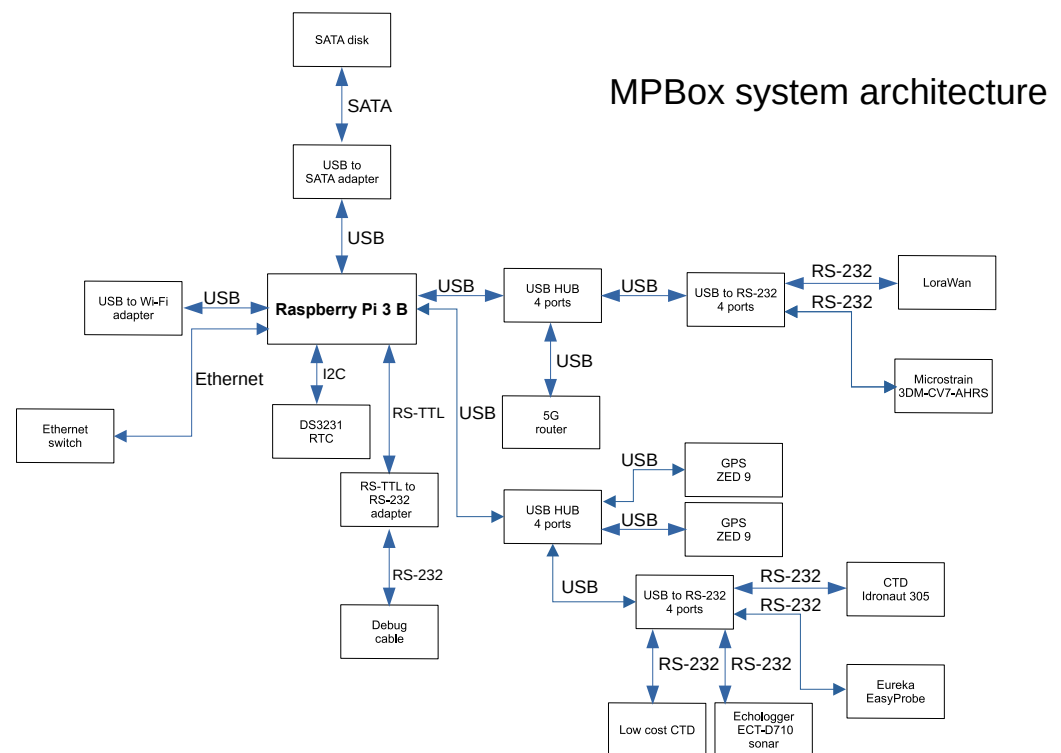 SATA disk
MPBox system architecture
SATA
USB to
SATA adapter
USB
USB to Wi-Fi
adapter
USB
Raspberry Pi 3 B
USB
USB HUB
4 ports
USB
USB to RS-232
4 ports
RS-232
RS-232
LoraWan
Ethernet
I2C
RS-TTL
USB
USB
Microstrain
3DM-CV7-AHRS
Ethernet
switch
DS3231
RTC
5G
router
RS-TTL to
RS-232
adapter
USB HUB
4 ports
USB
USB
GPS
ZED 9
GPS
ZED 9
RS-232
USB
USB to RS-232
4 ports
RS-232
RS-232
CTD
Idronaut 305
Debug
cable
RS-232
RS-232
Eureka
EasyProbe
Low cost CTD
Echologger
ECT-D710
sonar